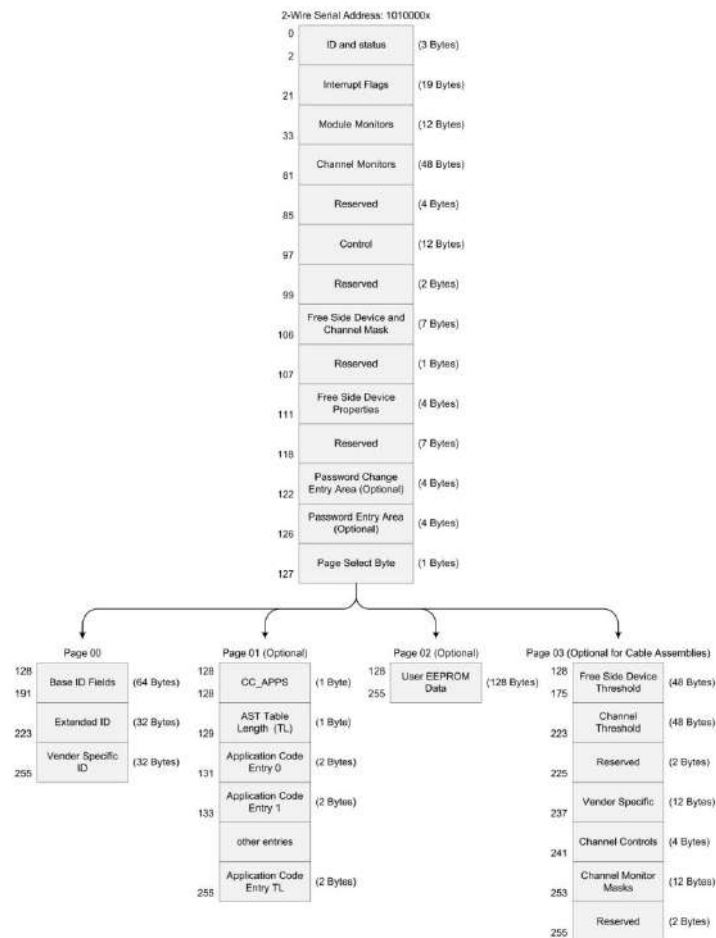 2-Wire Serial Address: 1010000x
0
ID and status
(3 Bytes)
2
Interrupt Flags
(19 Bytes)
21
Module Monitors
(12 Bytes)
33
Channel Monitors
(48 Bytes)
81
Reserved
(4 Bytes)
85
Control
(12 Bytes)
97
Reserved
(2 Bytes)
99
Free Side Device and
Channel Mask
(7 Bytes)
106
Reserved
(1 Bytes)
107
Free Side Device
Properties
(4 Bytes)
111
Reserved
(7 Bytes)
118
Password Change
Entry Area (Optional)
(4 Bytes)
122
Password Entry Area
(Optional)
(4 Bytes)
126
Page Select Byte
(1 Bytes)
127
Page 00
128
Base ID Fields
(64 Bytes)
191
Extended ID
(32 Bytes)
223
Vender Specific
ID
(32 Bytes)
255
Page 01 (Optional)
128
CC_APPS
(1 Byte)
128
AST Table
Length (TL)
(1 Byte)
129
Application Code
Entry 0
(2 Bytes)
131
Application Code
Entry 1
(2 Bytes)
133
other entries
Application Code
Entry TL
(2 Bytes)
255
Page 02 (Optional)
128
User EEPROM
Data
(128 Bytes)
255
Page 03 (Optional for Cable Assemblies)
128
Free Side Device
Threshold
(48 Bytes)
175
Channel
Threshold
(48 Bytes)
223
Reserved
(2 Bytes)
225
Vender Specific
(12 Bytes)
237
Channel Controls
(4 Bytes)
241
Channel Monitor
Masks
(12 Bytes)
253
Reserved
(2 Bytes)
255